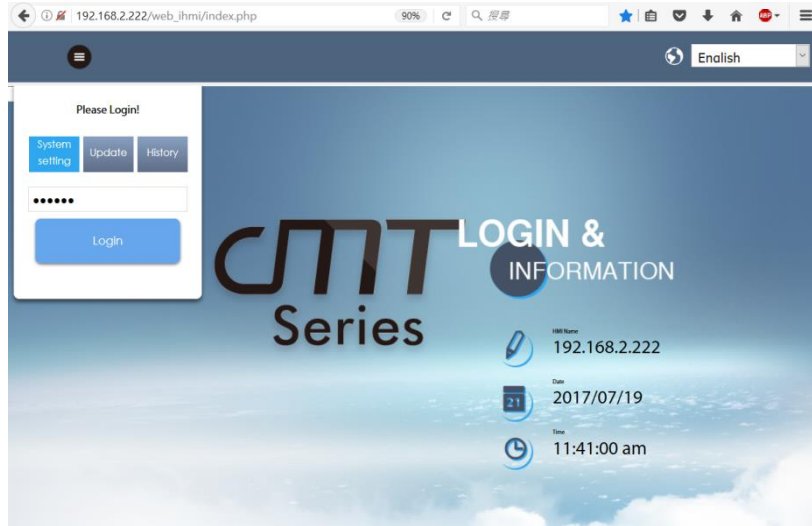 192.168.2.222/web_ihmi/index.php
90%
搜尋
ABP
English
Please Login!
System setting
Update
History
••••••
Login
cMT
Series
LOGIN &
INFORMATION
HMI Name
192.168.2.222
Date
21
2017/07/19
Time
11:41:00 am